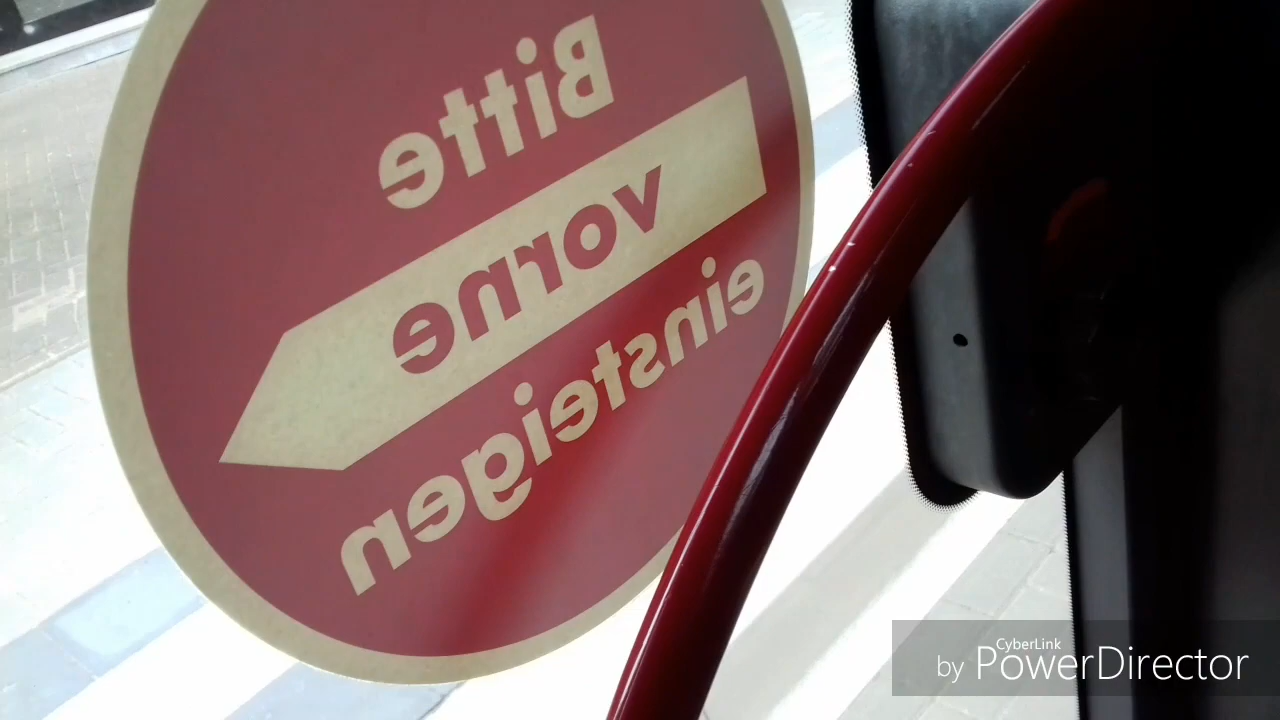 Bitte
vorne
einsteigen
CyberLink
by PowerDirector